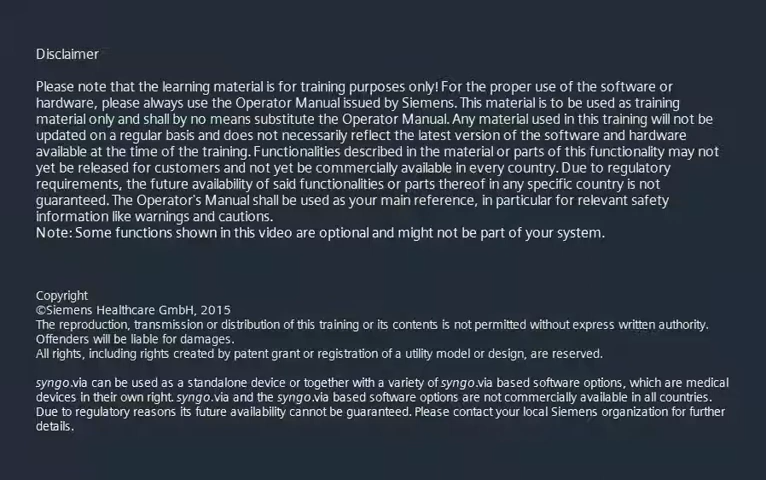 Disclaimer
Please note that the learning material is for training purposes only! For the proper use of the software or
hardware, please always use the Operator Manual issued by Siemens. This material is to be used as training
material only and shall by no means substitute the Operator Manual. Any material used in this training will not be
updated on a regular basis and does not necessarily reflect the latest version of the software and hardware
available at the time of the training. Functionalities described in the material or parts of this functionality may not
yet be released for customers and not yet be commercially available in every country. Due to regulatory
requirements, the future availability of said functionalities or parts thereof in any specific country is not
guaranteed. The Operator's Manual shall be used as your main reference, in particular for relevant safety
information like warnings and cautions.
Note: Some functions shown in this video are optional and might not be part of your system.
Copyright
©Siemens Healthcare GmbH, 2015
The reproduction, transmission or distribution of this training or its contents is not permitted without express written authority.
Offenders will be liable for damages.
All rights, including rights created by patent grant or registration of a utility model or design, are reserved.
syngo.via can be used as a standalone device or together with a variety of syngo.via based software options, which are medical
devices in their own right. syngo.via and the syngo.via based software options are not commercially available in all countries.
Due to regulatory reasons its future availability cannot be guaranteed. Please contact your local Siemens organization for further
details.